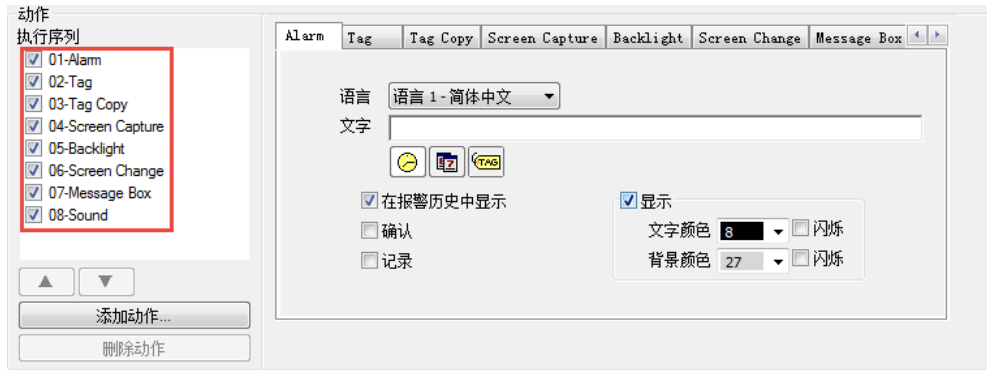 动作
执行序列
01-Alarm
02-Tag
03-Tag Copy
04-Screen Capture
05-Backlight
06-Screen Change
07-Message Box
08-Sound
添加动作...
删除动作
Alarm Tag Tag Copy Screen Capture Backlight Screen Change Message Box
语言 语言 1 - 简体中文
文字
TAG
在报警历史中显示
确认
记录
显示
文字颜色 8 闪烁
背景颜色 27 闪烁